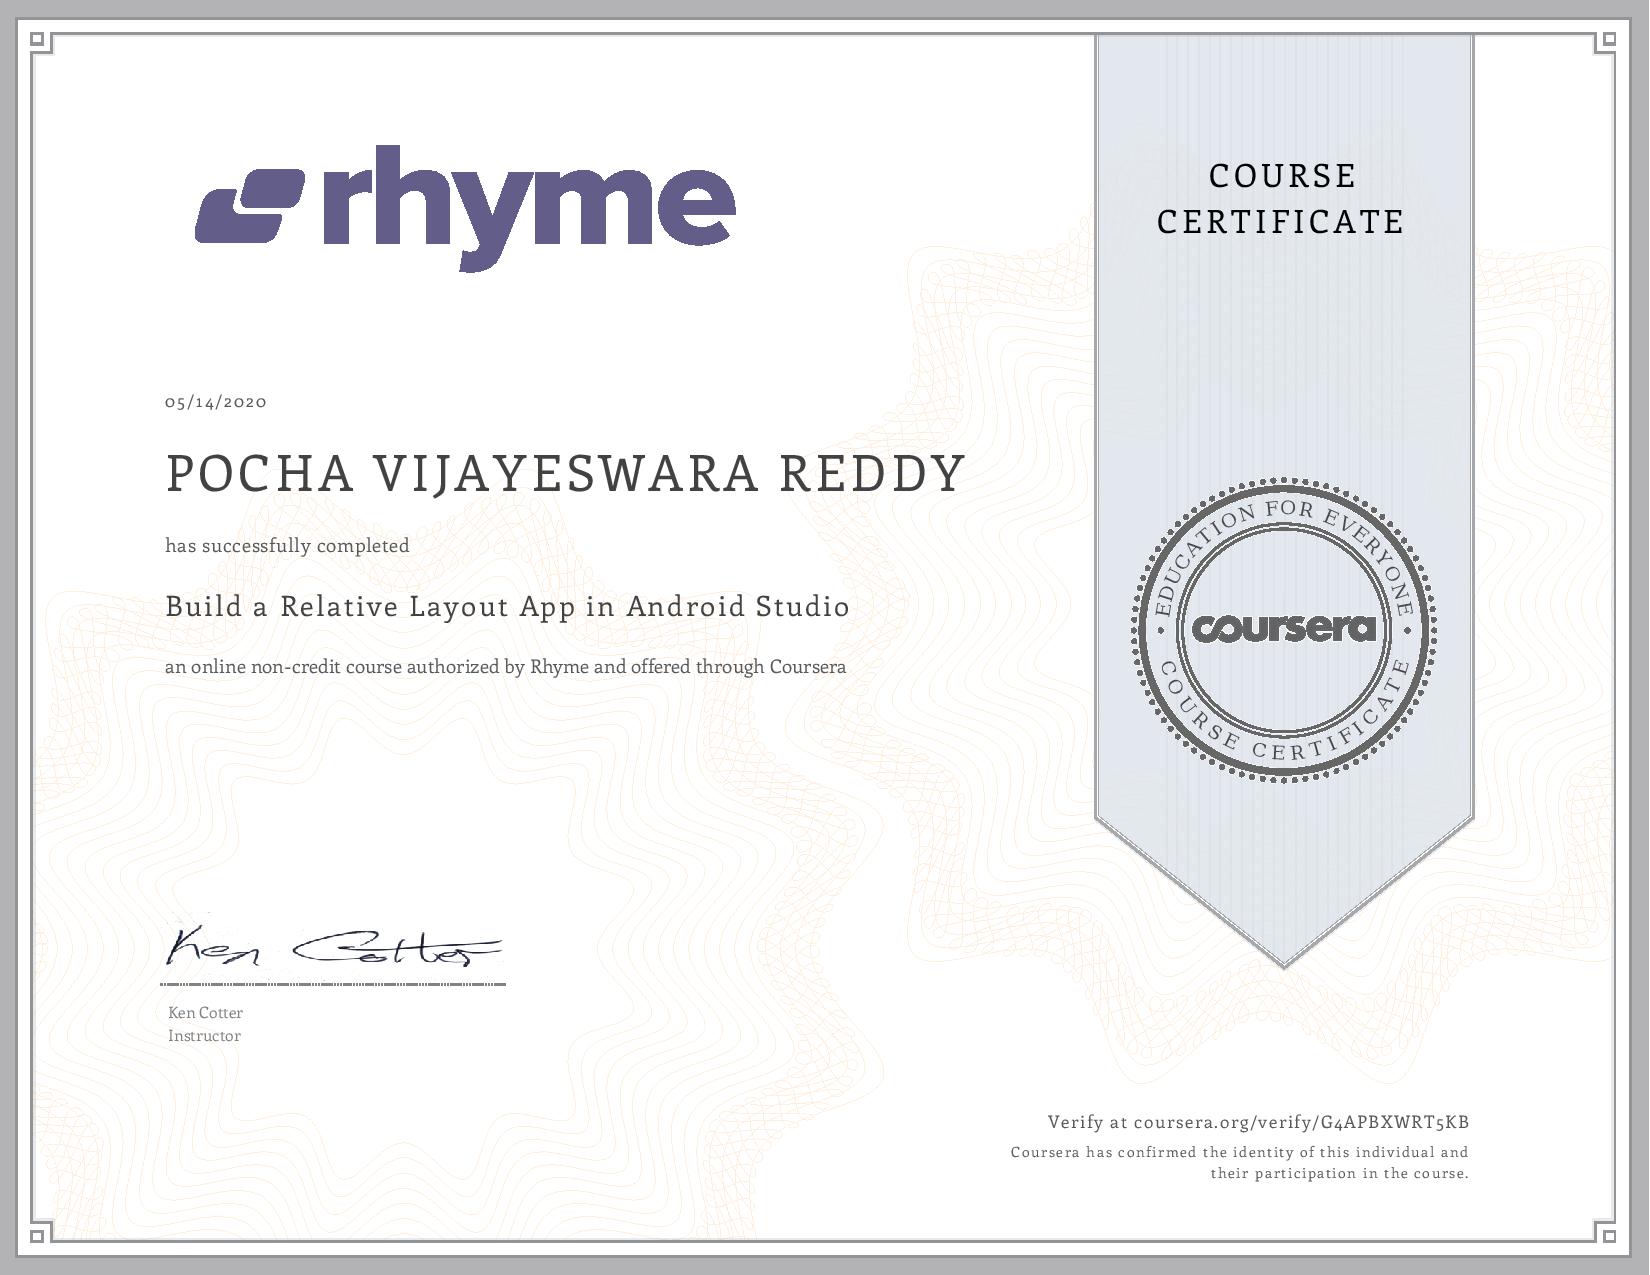 rhyme
COURSE
CERTIFICATE
05/14/2020
POCHA VIJAYESWARA REDDY
has successfully completed
Build a Relative Layout App in Android Studio
an online non-credit course authorized by Rhyme and offered through Coursera
EDUCATION FOR EVERYONE
coursera
COURSE CERTIFICATE
Ken Cotter
Ken Cotter
Instructor
Verify at coursera.org/verify/G4APBXWRT5KB
Coursera has confirmed the identity of this individual and
their participation in the course.